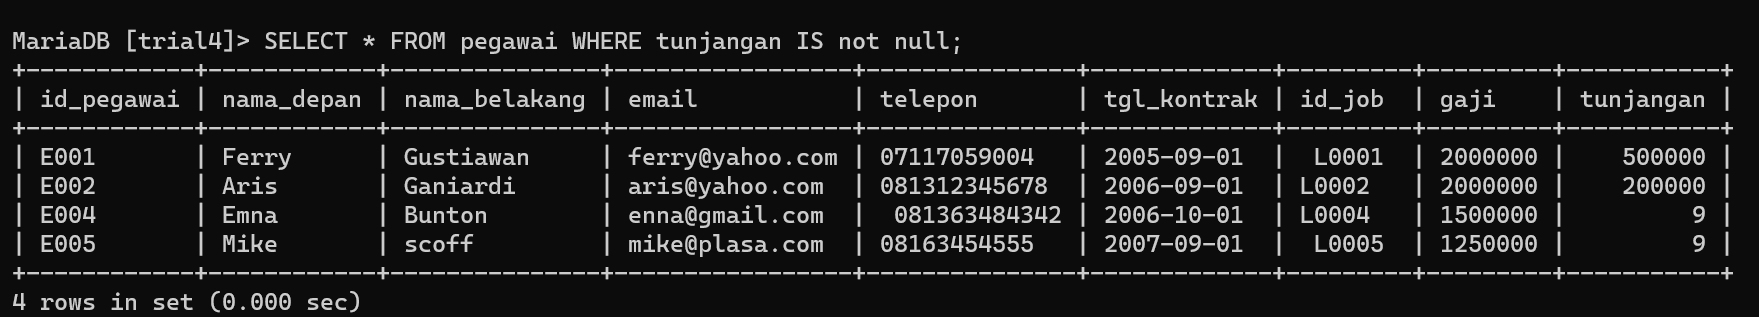 MariaDB [trial4]> SELECT * FROM pegawai WHERE tunjangan IS not null;
+------------+------------+---------------+-----------------+---------------+-------------+---------+---------+-----------+
| id_pegawai | nama_depan | nama_belakang | email           | telepon       | tgl_kontrak | id_job  | gaji    | tunjangan |
+------------+------------+---------------+-----------------+---------------+-------------+---------+---------+-----------+
| E001       | Ferry      | Gustiawan     | ferry@yahoo.com | 07117059004   | 2005-09-01  |  L0001  | 2000000 |    500000 |
| E002       | Aris       | Ganiardi      | aris@yahoo.com  | 081312345678  | 2006-09-01  | L0002   | 2000000 |    200000 |
| E004       | Emna       | Bunton        | enna@gmail.com  |  081363484342 | 2006-10-01  | L0004   | 1500000 |         9 |
| E005       | Mike       | scoff         | mike@plasa.com  | 08163454555   | 2007-09-01  |  L0005  | 1250000 |         9 |
+------------+------------+---------------+-----------------+---------------+-------------+---------+---------+-----------+
4 rows in set (0.000 sec)